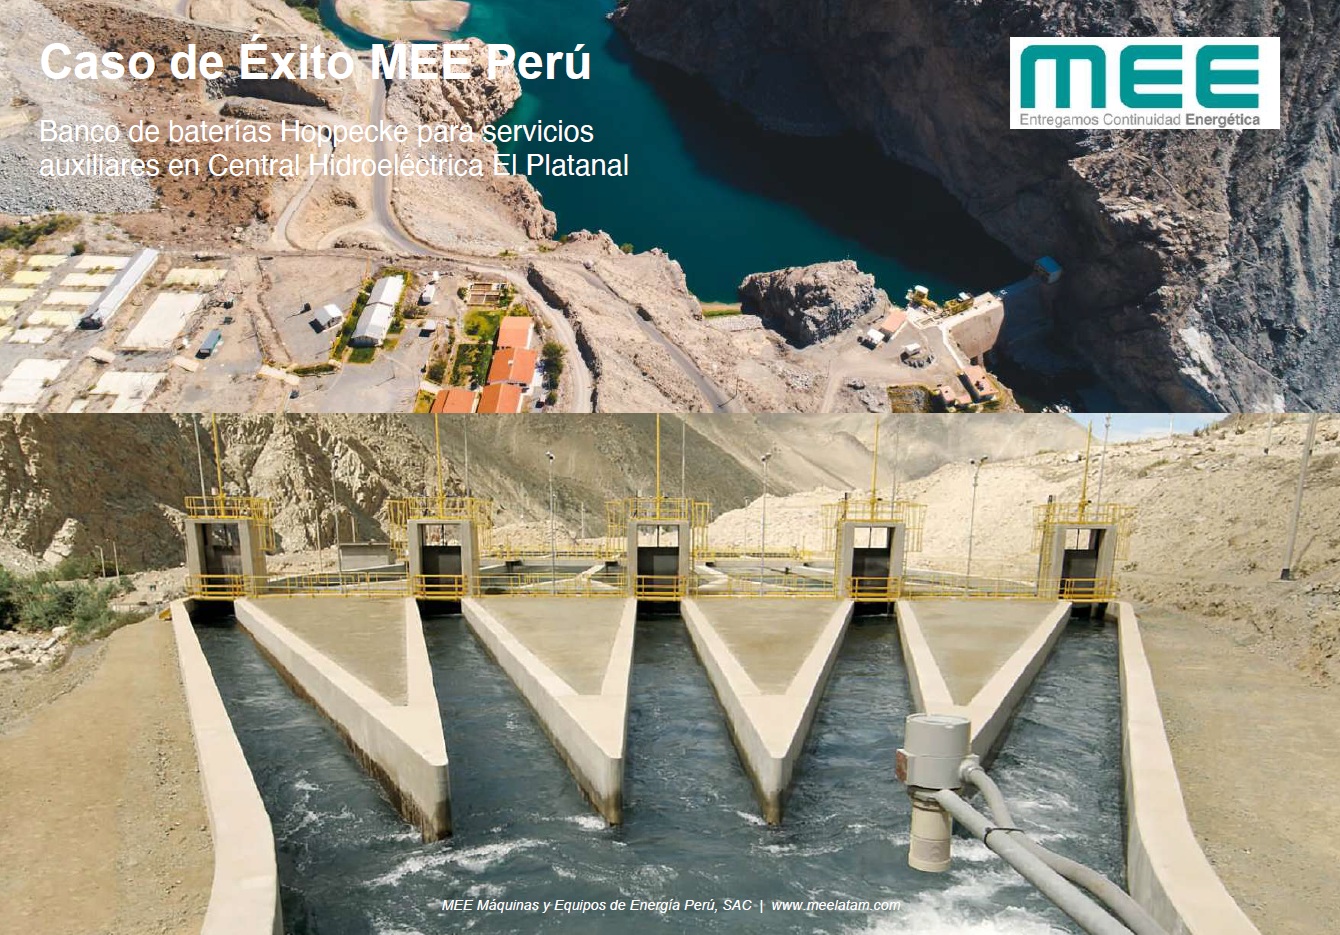 Caso de Éxito MEE Perú
Banco de baterías Hoppecke para servicios
auxiliares en Central Hidroeléctrica El Platanal
MEE
Entregamos Continuidad Energética
MEE Máquinas y Equipos de Energía Perú, SAC | www.meelatam.com